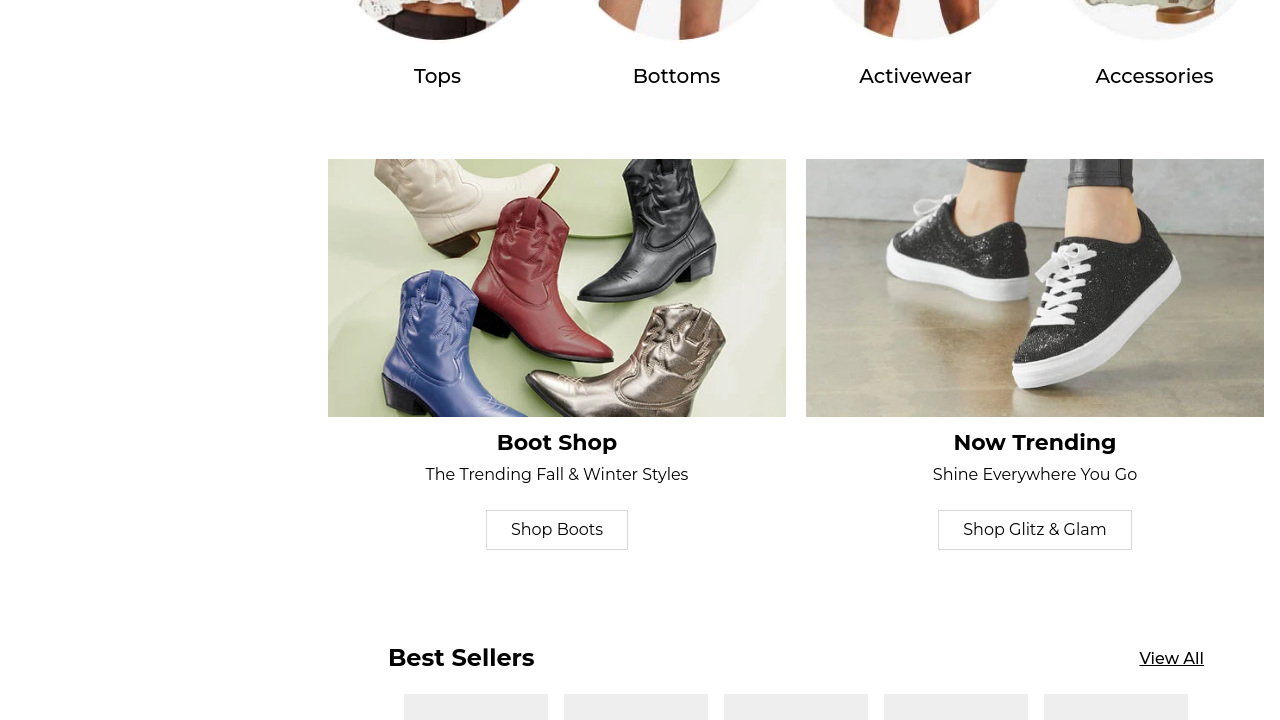 Tops
Bottoms
Activewear
Accessories
Boot Shop
The Trending Fall & Winter Styles
Shop Boots
Now Trending
Shine Everywhere You Go
Shop Glitz & Glam
Best Sellers
View All